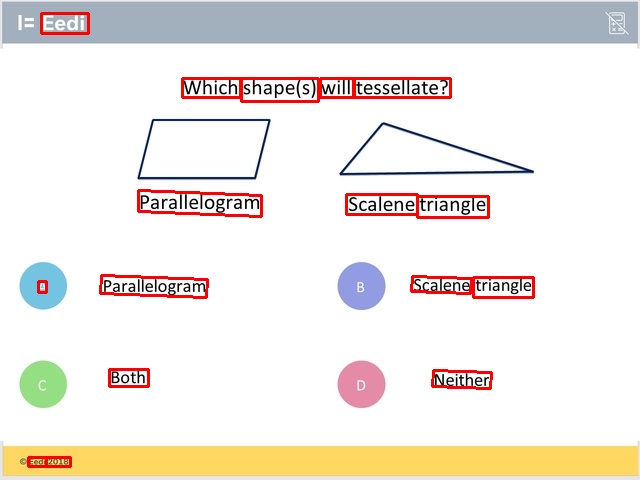 Eedi
Which shape(s) will tessellate?
Parallelogram
Scalene triangle
Parallelogram
B Scalene triangle
C Both
D Neither
© Eedi 2018